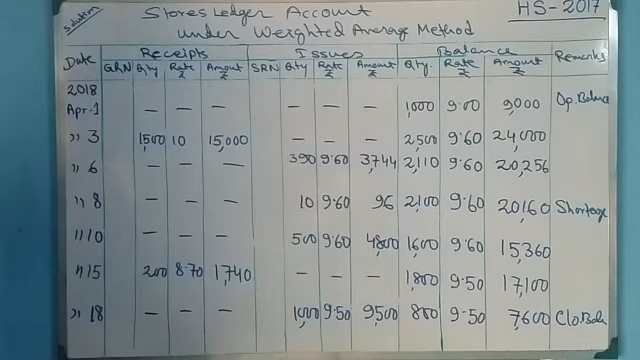 Solution
Stores Ledger Account
HS-2017
under Weighted Average Method
Date Receipts Issues Balance Remarks
GRN Qty Rate ₹ Amount ₹ SRN Qty Rate ₹ Amount ₹ Qty. Rate ₹ Amount ₹
2018
Apr-1 — — — — — 1,000 9.00 9,000 Op.
" 3 1500 10 15,000 — — — 2,500 9.60 24,000
" 6 — — — 390 9.60 3,744 2,110 9.60 20,256
" 8 — — — 10 9.60 96 2,100 9.60 20,160 Shortage
" 10 — — — 500 9.60 4,800 1,600 9.60 15,360
" 15 200 8.70 1,740 — — — 1,800 9.50 17,100
" 18 — — — 1,000 9.50 9,500 800 9.50 7,600